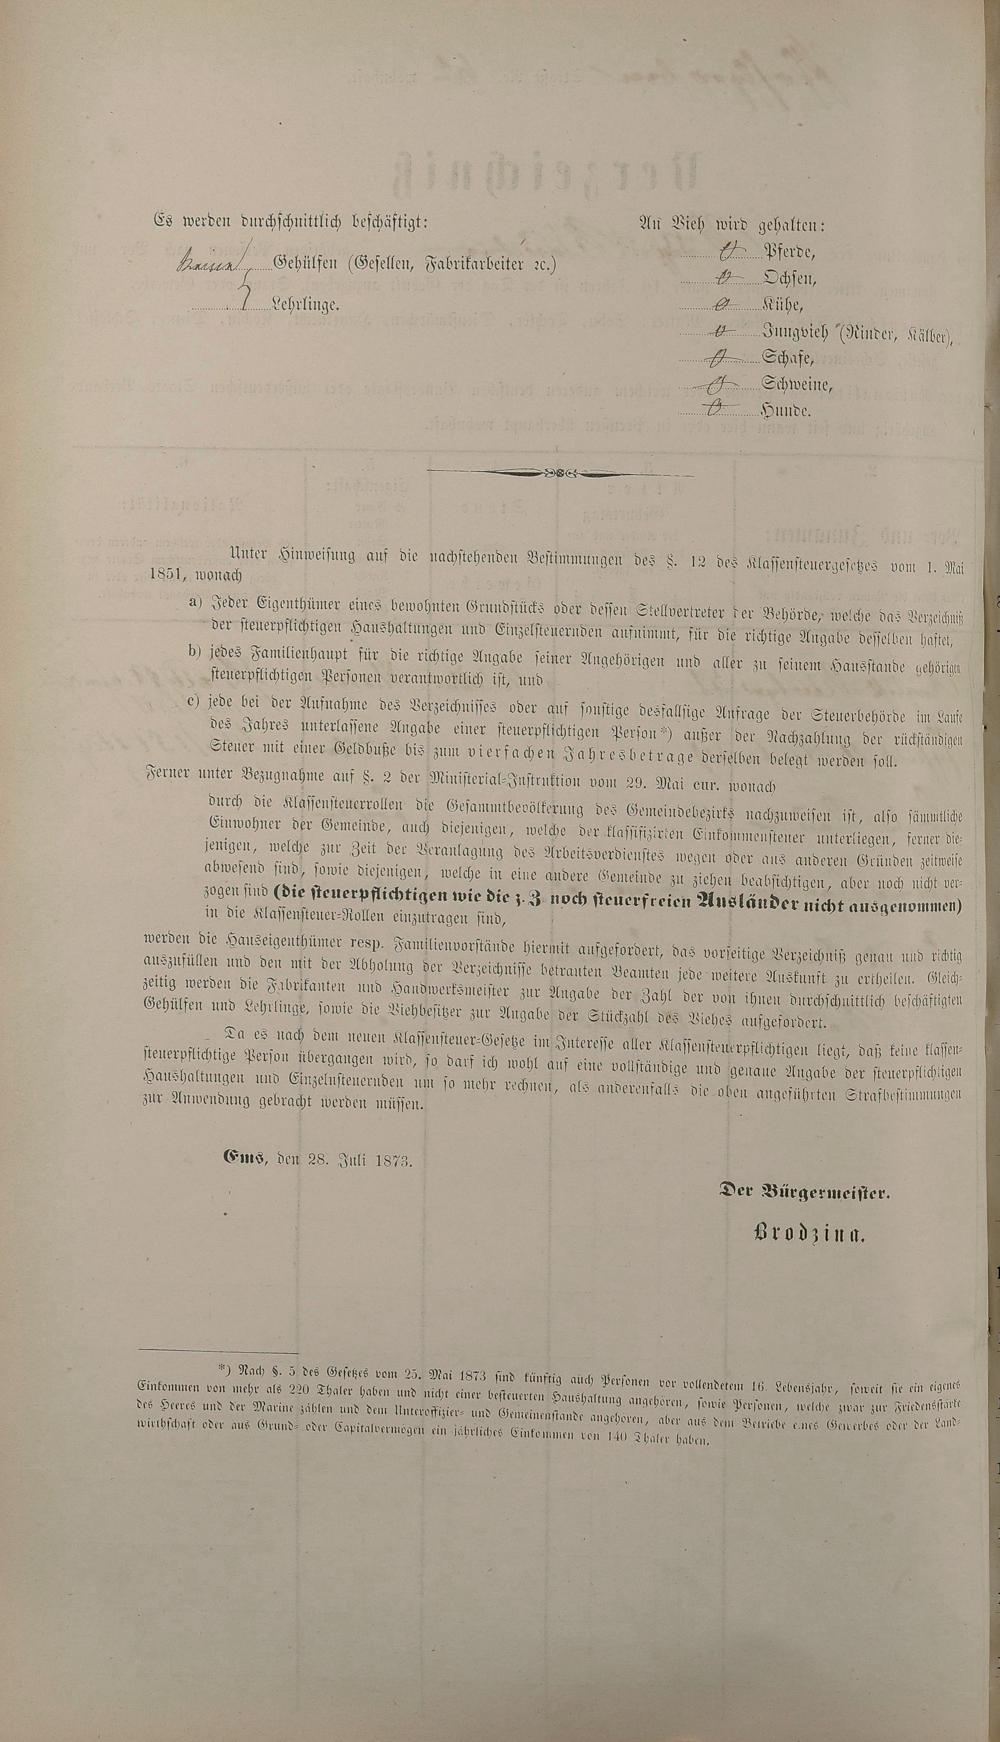 Es werden durchschnittlich beschäftigt:
Gehülfen (Gesellen, Fabrikarbeiter ꝛc.)
Lehrlinge.
An Vieh wird gehalten:
0 Pferde,
0 Ochsen,
0 Kühe,
0 Jungvieh (Rinder, Kälber),
0 Schafe,
0 Schweine,
0 Hunde.
Unter Hinweisung auf die nachstehenden Bestimmungen des §. 12 des Klassensteuergesetzes vom 1. Mai
1851, wonach
a) Jeder Eigenthümer eines bewohnten Grundstücks oder dessen Stellvertreter der Behörde, welche das Verzeichniß
der steuerpflichtigen Haushaltungen und Einzelsteuernden aufnimmt, für die richtige Angabe desselben haftet,
b) jedes Familienhaupt für die richtige Angabe seiner Angehörigen und aller zu seinem Hausstande gehörigen
steuerpflichtigen Personen verantwortlich ist, und
c) jede bei der Aufnahme des Verzeichnisses oder auf sonstige desfallsige Anfrage der Steuerbehörde im Laufe
des Jahres unterlassene Angabe einer steuerpflichtigen Person*) außer der Nachzahlung der rückständigen
Steuer mit einer Geldbuße bis zum vierfachen Jahresbetrage derselben belegt werden soll.
Ferner unter Bezugnahme auf §. 2 der Ministerial-Instruktion vom 29. Mai cur. wonach
durch die Klassensteuerrollen die Gesammtbevölkerung des Gemeindebezirks nachzuweisen ist, also sämmtliche
Einwohner der Gemeinde, auch diejenigen, welche der klassifizirten Einkommensteuer unterliegen, ferner die-
jenigen, welche zur Zeit der Veranlagung des Arbeitsverdienstes wegen oder aus anderen Gründen zeitweise
abwesend sind, sowie diejenigen, welche in eine andere Gemeinde zu ziehen beabsichtigen, aber noch nicht ver-
zogen sind (die steuerpflichtigen wie die z. Z. noch steuerfreien Ausländer nicht ausgenommen)
in die Klassensteuer-Rollen einzutragen sind,
werden die Hauseigenthümer resp. Familienvorstände hiermit aufgefordert, das vorseitige Verzeichniß genau und richtig
auszufüllen und den mit der Abholung der Verzeichnisse betrauten Beamten jede weitere Auskunft zu ertheilen. Gleich-
zeitig werden die Fabrikanten und Handwerksmeister zur Angabe der Zahl der von ihnen durchschnittlich beschäftigten
Gehülfen und Lehrlinge, sowie die Viehbesitzer zur Angabe der Stückzahl des Viehes aufgefordert.
Da es nach dem neuen Klassensteuer-Gesetze im Interesse aller Klassensteuerpflichtigen liegt, daß keine klassen-
steuerpflichtige Person übergangen wird, so darf ich wohl auf eine vollständige und genaue Angabe der steuerpflichtigen
Haushaltungen und Einzelnsteuernden um so mehr rechnen, als anderenfalls die oben angeführten Strafbestimmungen
zur Anwendung gebracht werden müssen.
Ems, den 28. Juli 1873.
Der Bürgermeister.
Brodzina.
*) Nach §. 5 des Gesetzes vom 25. Mai 1873 sind künftig auch Personen vor vollendetem 16. Lebensjahr, soweit sie ein eigenes
Einkommen von mehr als 220 Thaler haben und nicht einer besteuerten Haushaltung angehören, sowie Personen, welche zwar zur Friedensstärke
des Heeres und der Marine zählen und dem Unteroffizier- und Gemeinenstande angehören, aber aus dem Betriebe eines Gewerbes oder der Land-
wirthschaft oder aus Grund- oder Capitalvermögen ein jährliches Einkommen von 140 Thaler haben.